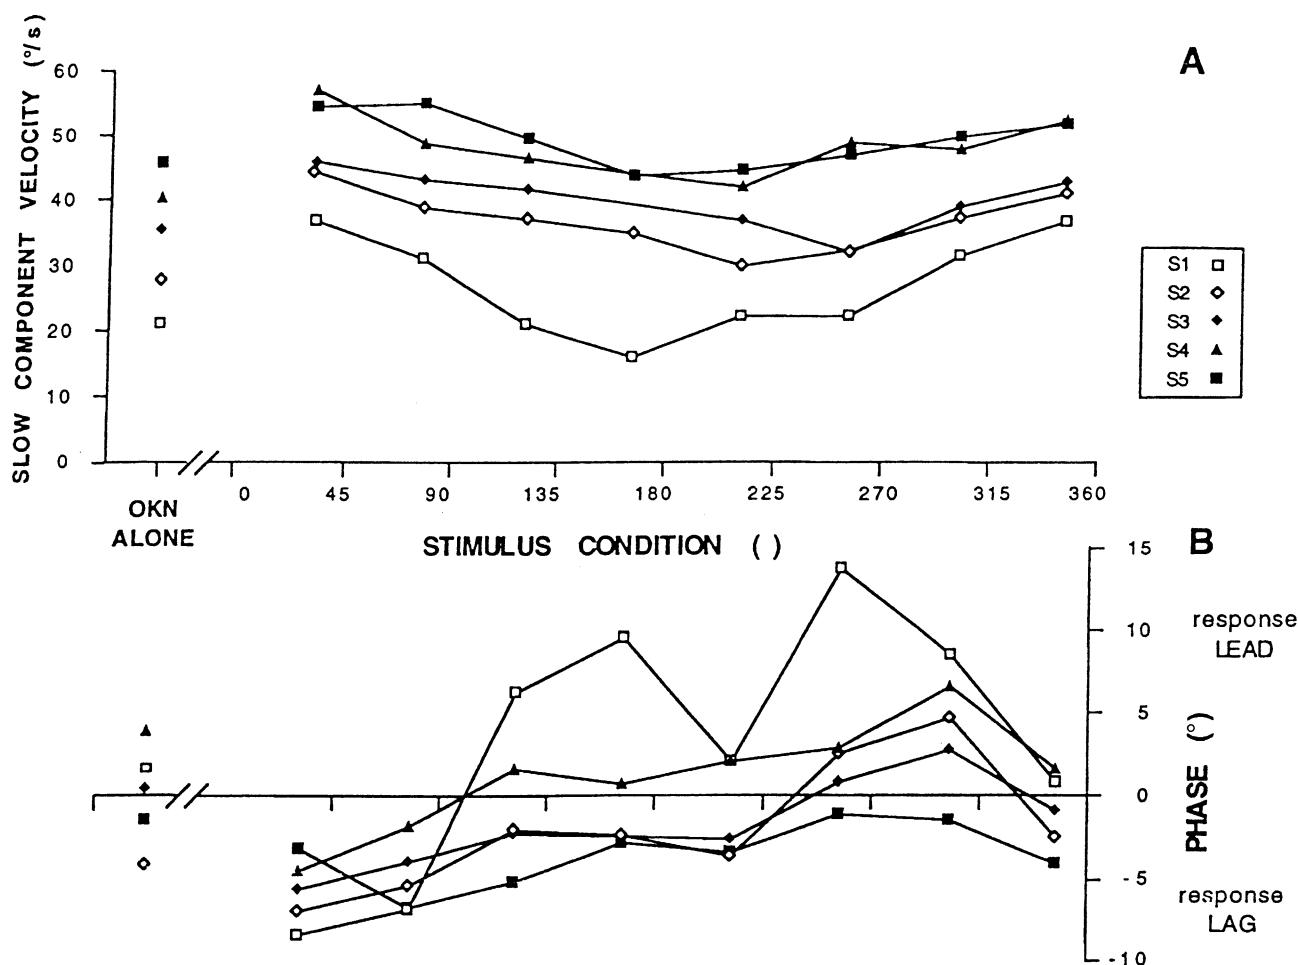 A
SLOW COMPONENT VELOCITY (°/s)
60
50
40
30
20
10
0
S1
S2
S3
S4
S5
0 45 90 135 180 225 270 315 360
OKN
ALONE
STIMULUS CONDITION ( )
B
15
10
5
0
-5
-10
response
LEAD
PHASE (°)
response
LAG